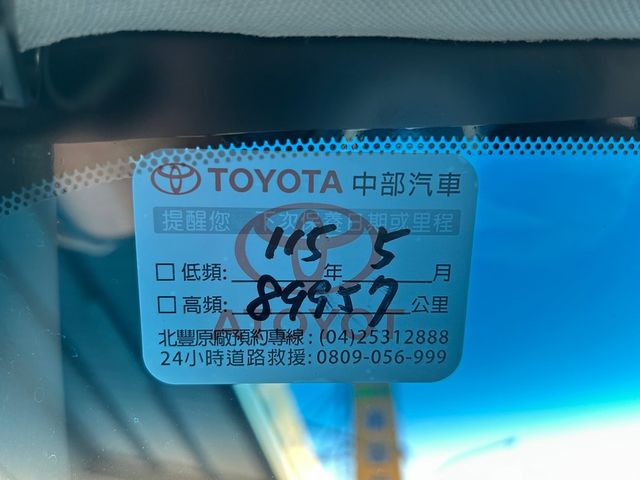 TOYOTA 中部汽車
提醒您 下次保養日期或里程
□低頻: 115 年 5 月
□高頻: 89957 公里
北豐原廠預約專線: (04)25312888
24小時道路救援: 0809-056-999